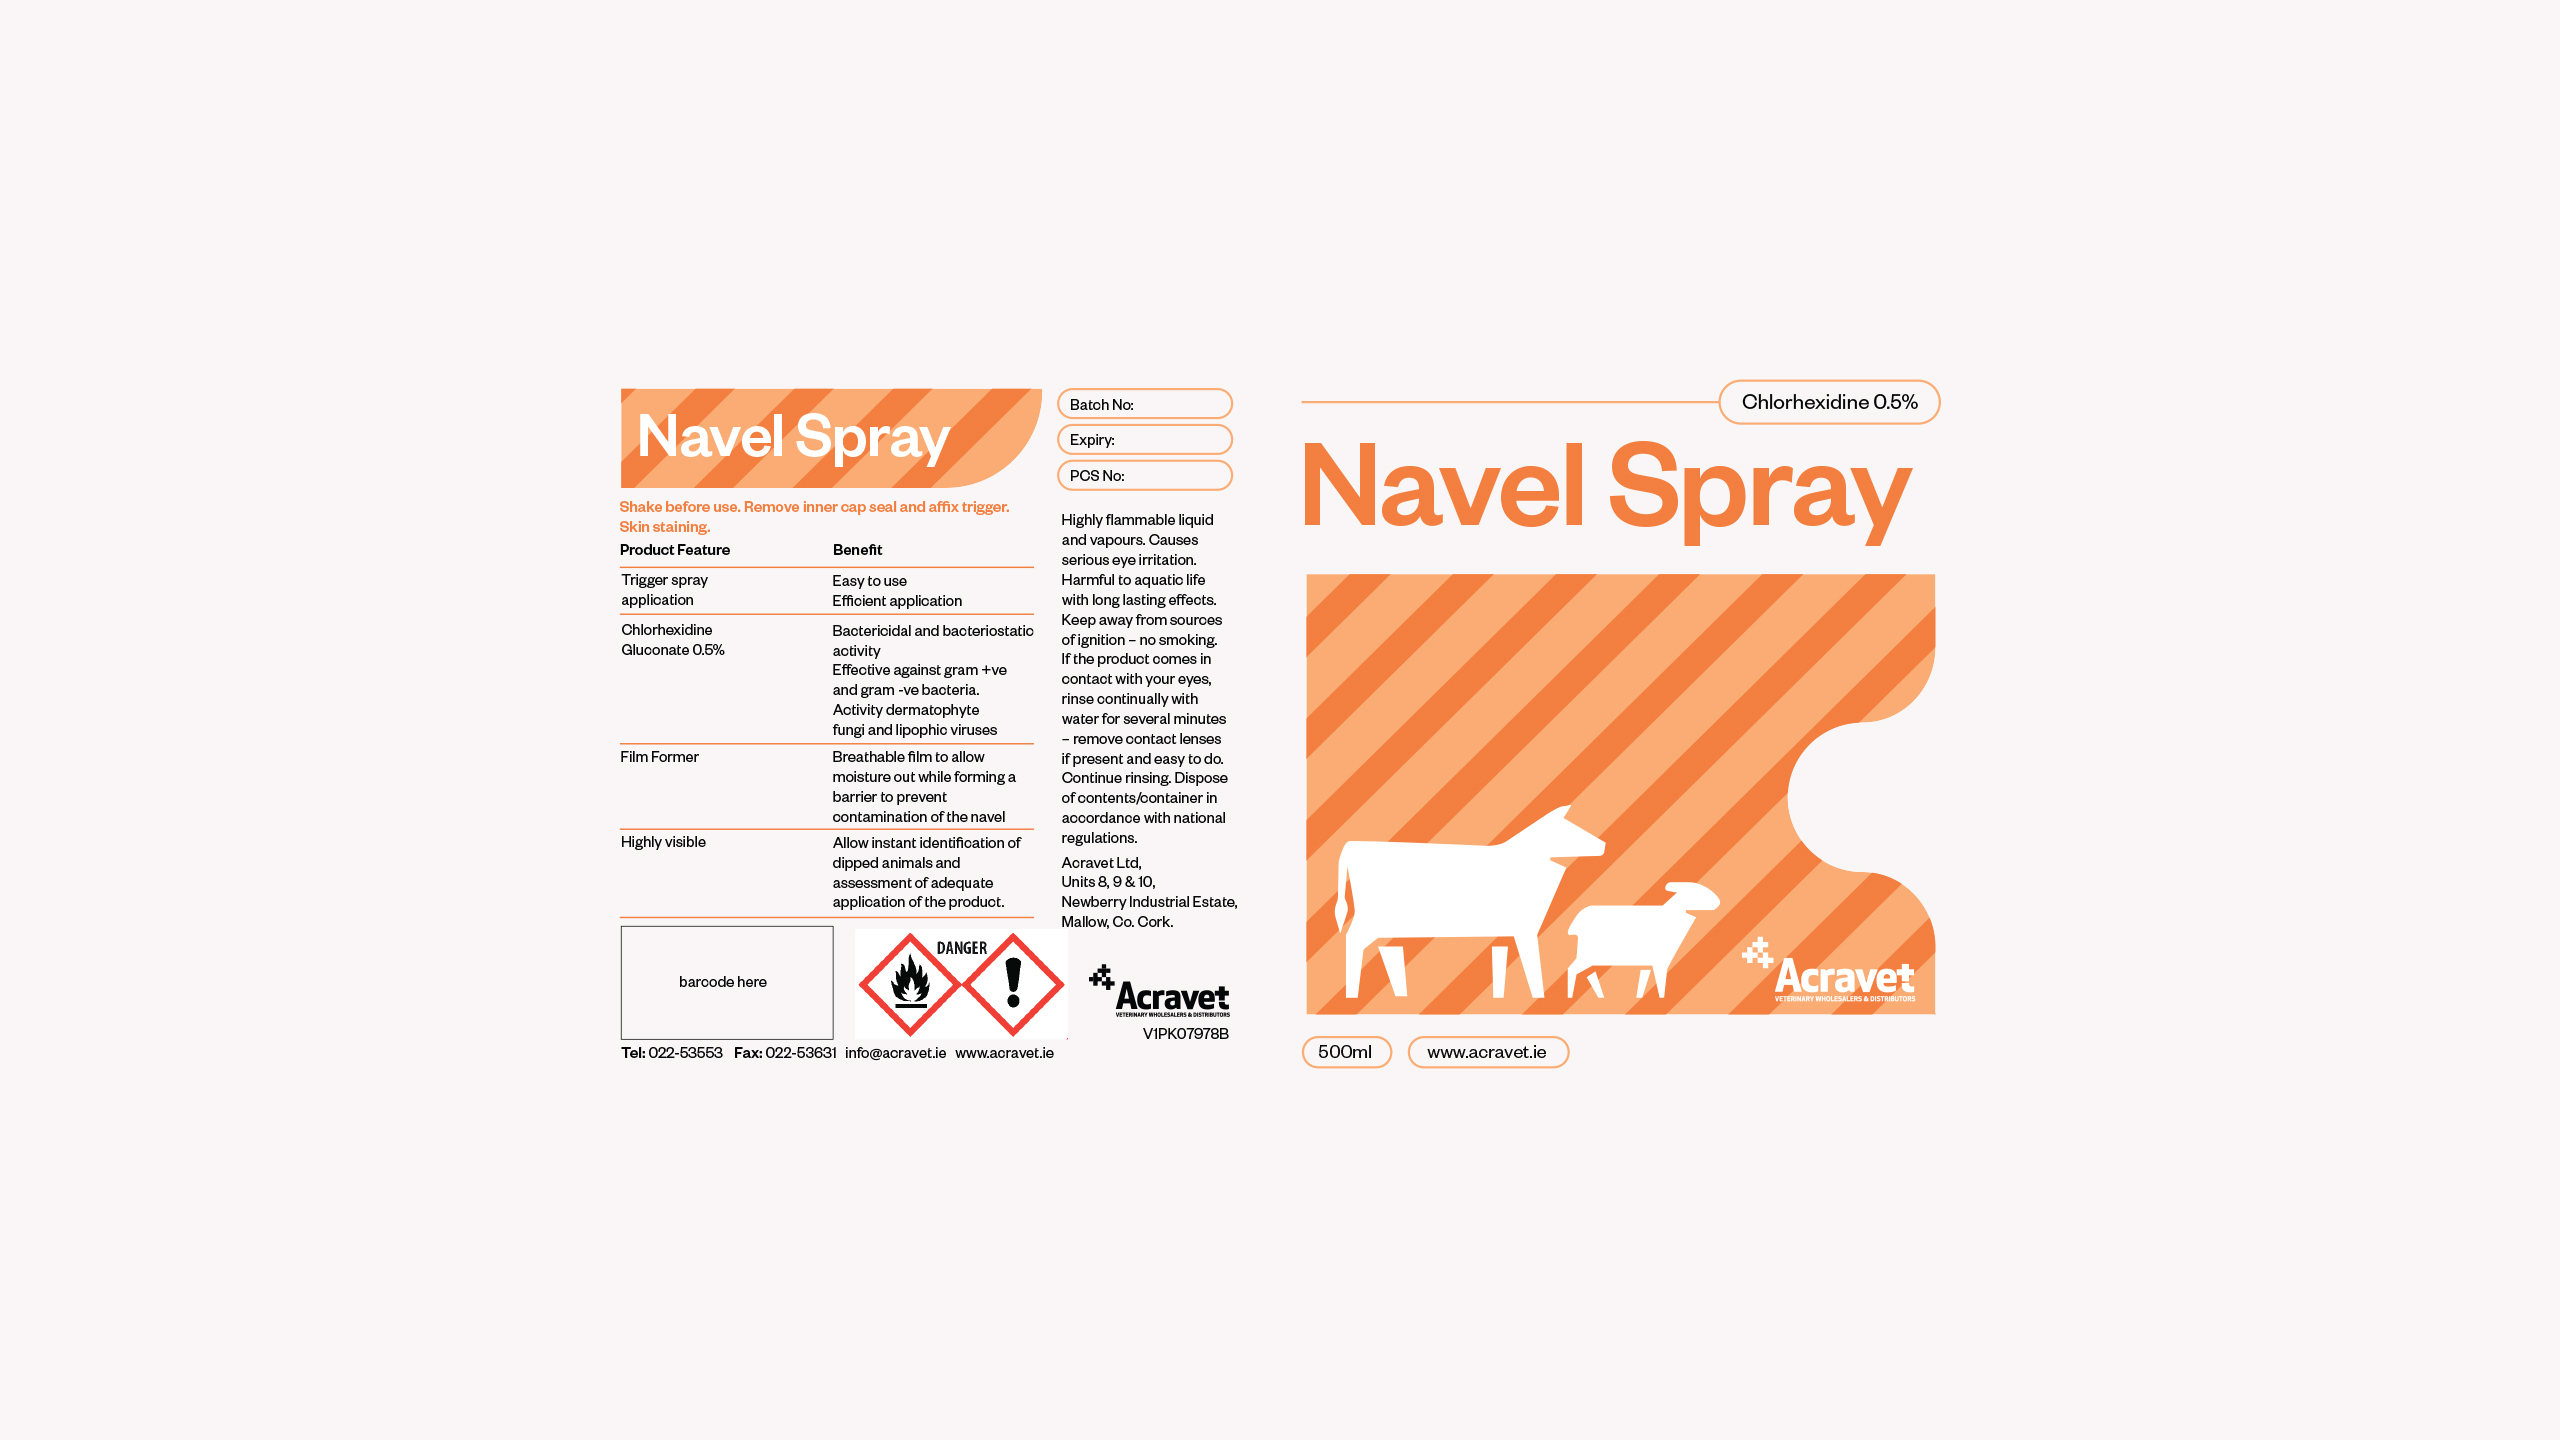 Navel Spray
Shake before use. Remove inner cap seal and affix trigger.
Skin staining.
Product Feature
Benefit
Trigger spray
application
Easy to use
Efficient application
Chlorhexidine
Gluconate 0.5%
Bactericidal and bacteriostatic
activity
Effective against gram +ve
and gram -ve bacteria.
Activity dermatophyte
fungi and lipophic viruses
Film Former
Breathable film to allow
moisture out while forming a
barrier to prevent
contamination of the navel
Highly visible
Allow instant identification of
dipped animals and
assessment of adequate
application of the product.
barcode here
DANGER
Tel: 022-53553 Fax: 022-53631 info@acravet.ie www.acravet.ie
Batch No:
Expiry:
PCS No:
Highly flammable liquid
and vapours. Causes
serious eye irritation.
Harmful to aquatic life
with long lasting effects.
Keep away from sources
of ignition – no smoking.
If the product comes in
contact with your eyes,
rinse continually with
water for several minutes
– remove contact lenses
if present and easy to do.
Continue rinsing. Dispose
of contents/container in
accordance with national
regulations.
Acravet Ltd,
Units 8, 9 & 10,
Newberry Industrial Estate,
Mallow, Co. Cork.
Acravet
VETERINARY WHOLESALERS & DISTRIBUTORS
V1PK07978B
Chlorhexidine 0.5%
Navel Spray
Acravet
VETERINARY WHOLESALERS & DISTRIBUTORS
500ml
www.acravet.ie